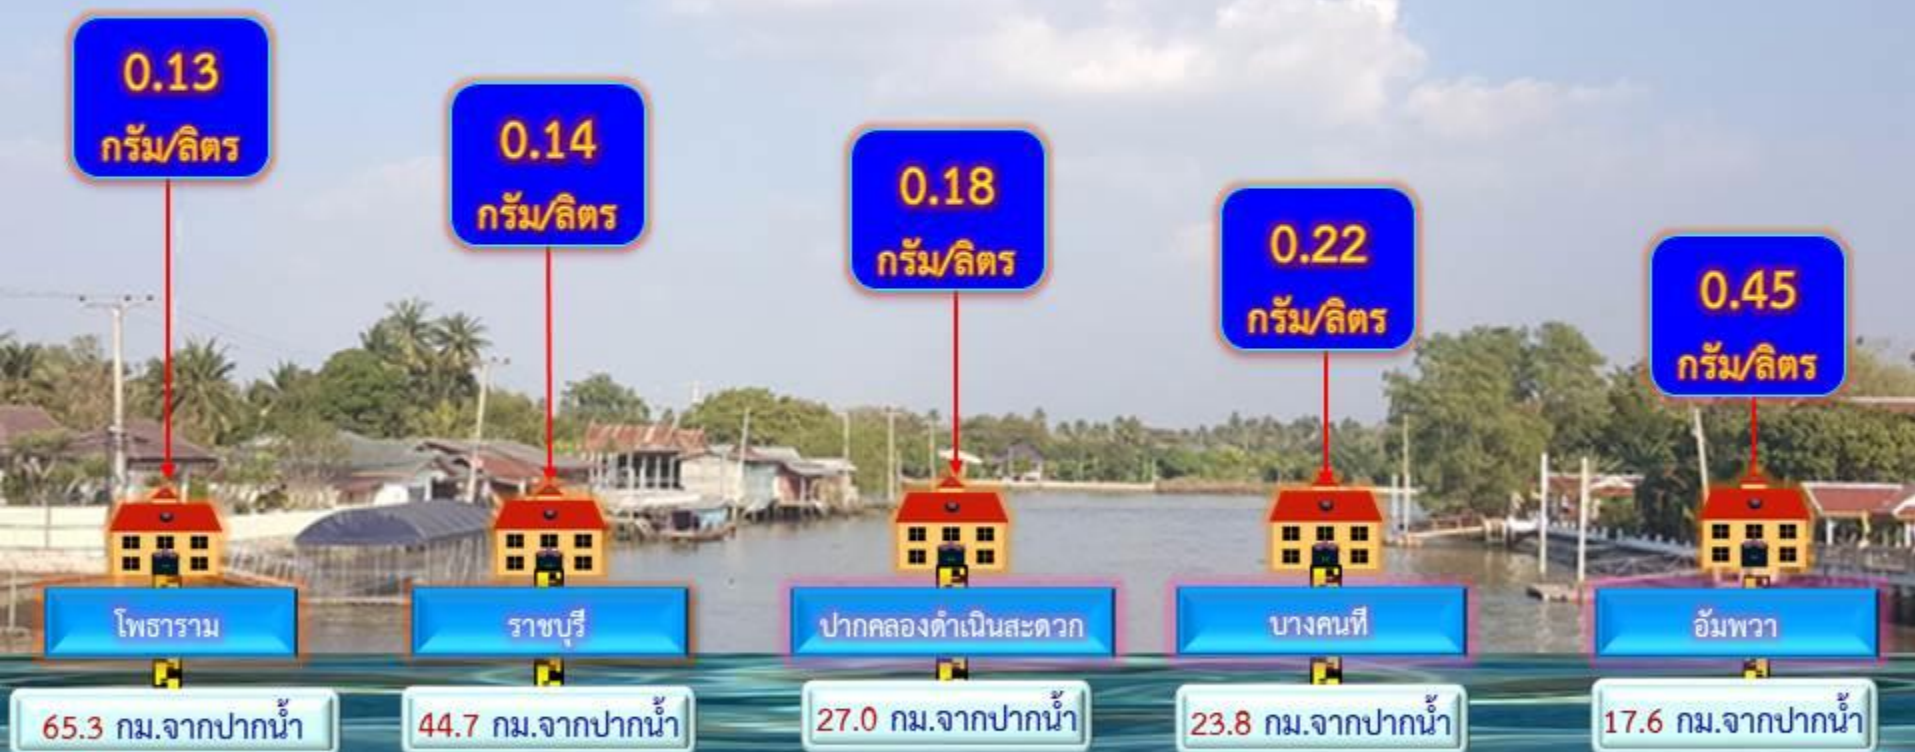 0.13
กรัม/ลิตร
0.14
กรัม/ลิตร
0.18
กรัม/ลิตร
0.22
กรัม/ลิตร
0.45
กรัม/ลิตร
โพธาราม
ราชบุรี
ปากคลองดำเนินสะดวก
บางคนที
อัมพวา
65.3 กม.จากปากน้ำ
44.7 กม.จากปากน้ำ
27.0 กม.จากปากน้ำ
23.8 กม.จากปากน้ำ
17.6 กม.จากปากน้ำ